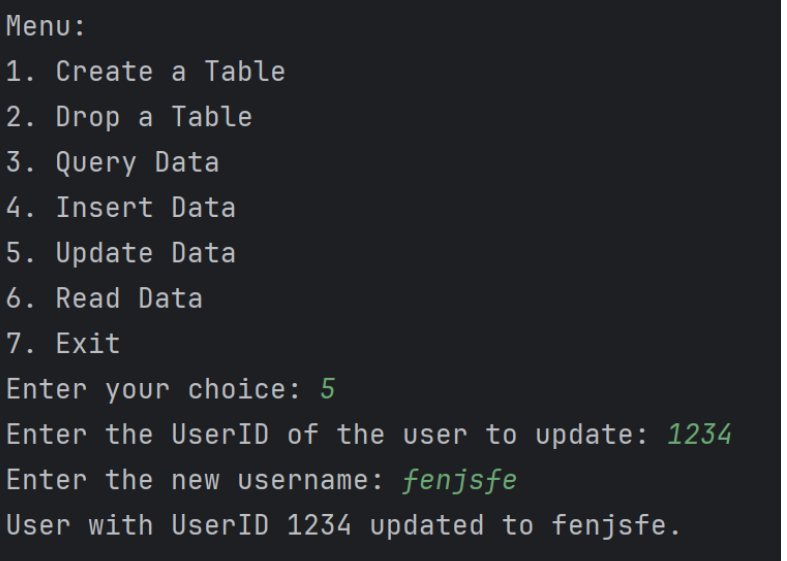 Menu:
1. Create a Table
2. Drop a Table
3. Query Data
4. Insert Data
5. Update Data
6. Read Data
7. Exit
Enter your choice: 5
Enter the UserID of the user to update: 1234
Enter the new username: fenjsfe
User with UserID 1234 updated to fenjsfe.